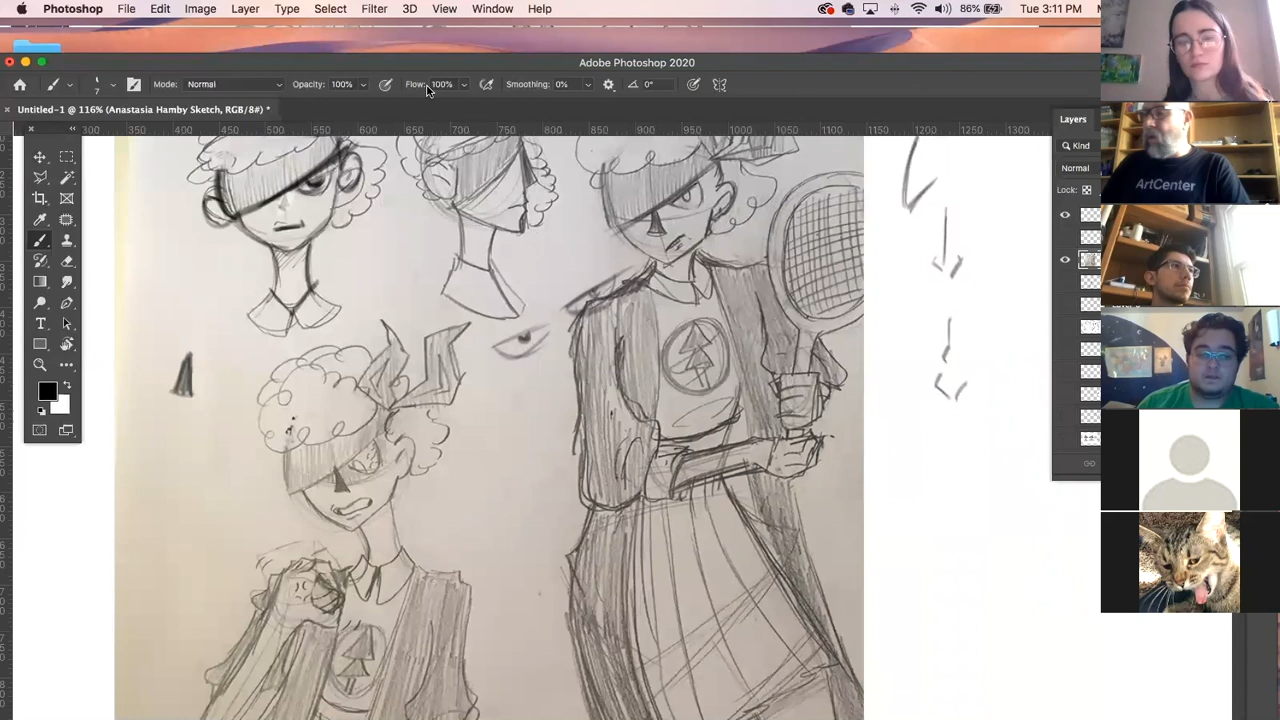 Photoshop File Edit Image Layer Type Select Filter 3D View Window Help 86% Tue 3:11 PM
Adobe Photoshop 2020
7 Mode: Normal Opacity: 100% Flow: 100% Smoothing: 0% 0°
Untitled-1 @ 116% (Anastasia Hamby Sketch, RGB/8#) *
300 400 450 500 550 600 650 700 750 800 850 900 950 1000 1050 1100 1150 1200 1250 1300
Layers
Kind
Normal
Lock:
ArtCenter